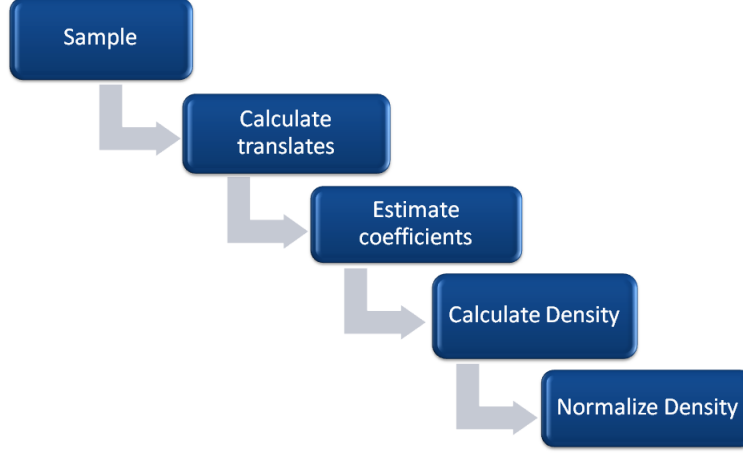 Sample
Calculate
translates
Estimate
coefficients
Calculate Density
Normalize Density